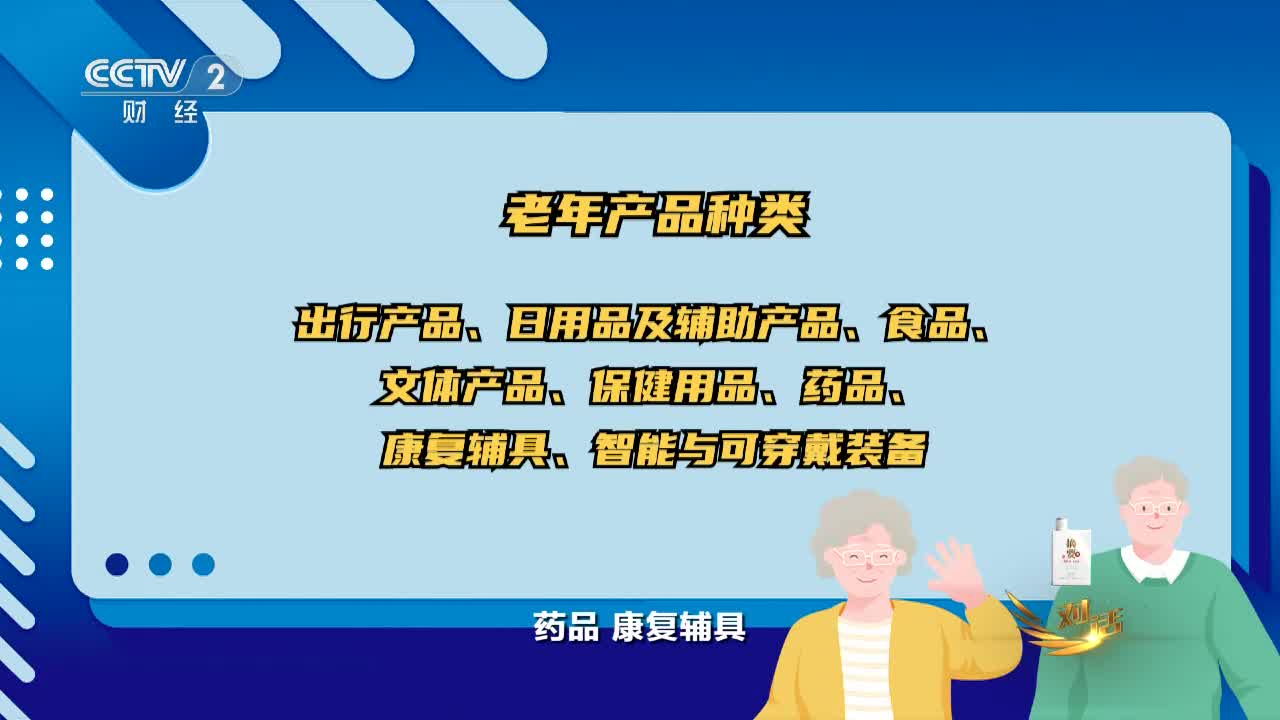 CCTV 2
财 经
老年产品种类
出行产品、日用品及辅助产品、食品、
文体产品、保健用品、药品、
康复辅具、智能与可穿戴装备
药品 康复辅具